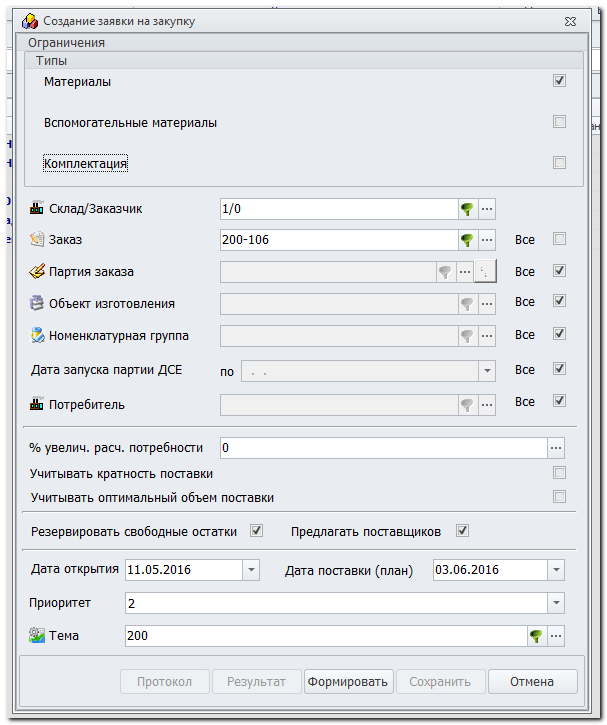 Создание заявки на закупку
Ограничения
Типы
Материалы
Вспомогательные материалы
Комплектация
Склад/Заказчик 1/0
Заказ 200-106 Все
Партия заказа Все
Объект изготовления Все
Номенклатурная группа Все
Дата запуска партии ДСЕ по . . Все
Потребитель Все
% увелич. расч. потребности 0
Учитывать кратность поставки
Учитывать оптимальный объем поставки
Резервировать свободные остатки Предлагать поставщиков
Дата открытия 11.05.2016 Дата поставки (план) 03.06.2016
Приоритет 2
Тема 200
Протокол Результат Формировать Сохранить Отмена